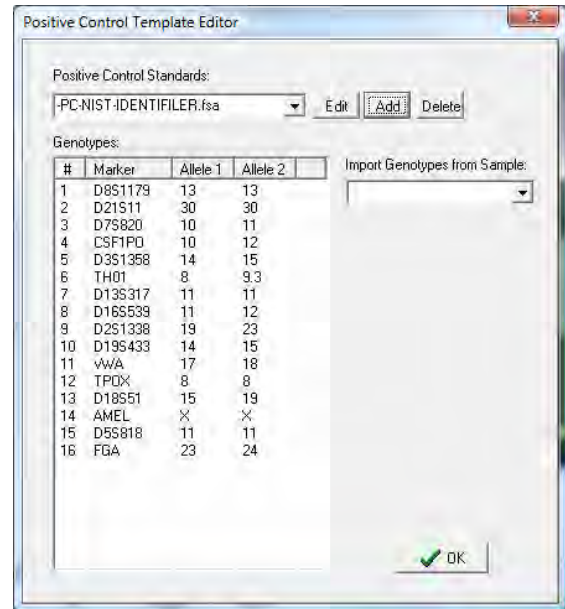 Positive Control Template Editor
Positive Control Standards:
-PC-NIST-IDENTIFILER.fsa Edit Add Delete
Genotypes:
Import Genotypes from Sample:
# Marker Allele 1 Allele 2
1 D8S1179 13 13
2 D21S11 30 30
3 D7S820 10 11
4 CSF1PO 10 12
5 D3S1358 14 15
6 TH01 8 9.3
7 D13S317 11 11
8 D16S539 11 12
9 D2S1338 19 23
10 D19S433 14 15
11 vWA 17 18
12 TPOX 8 8
13 D18S51 15 19
14 AMEL X X
15 D5S818 11 11
16 FGA 23 24
OK